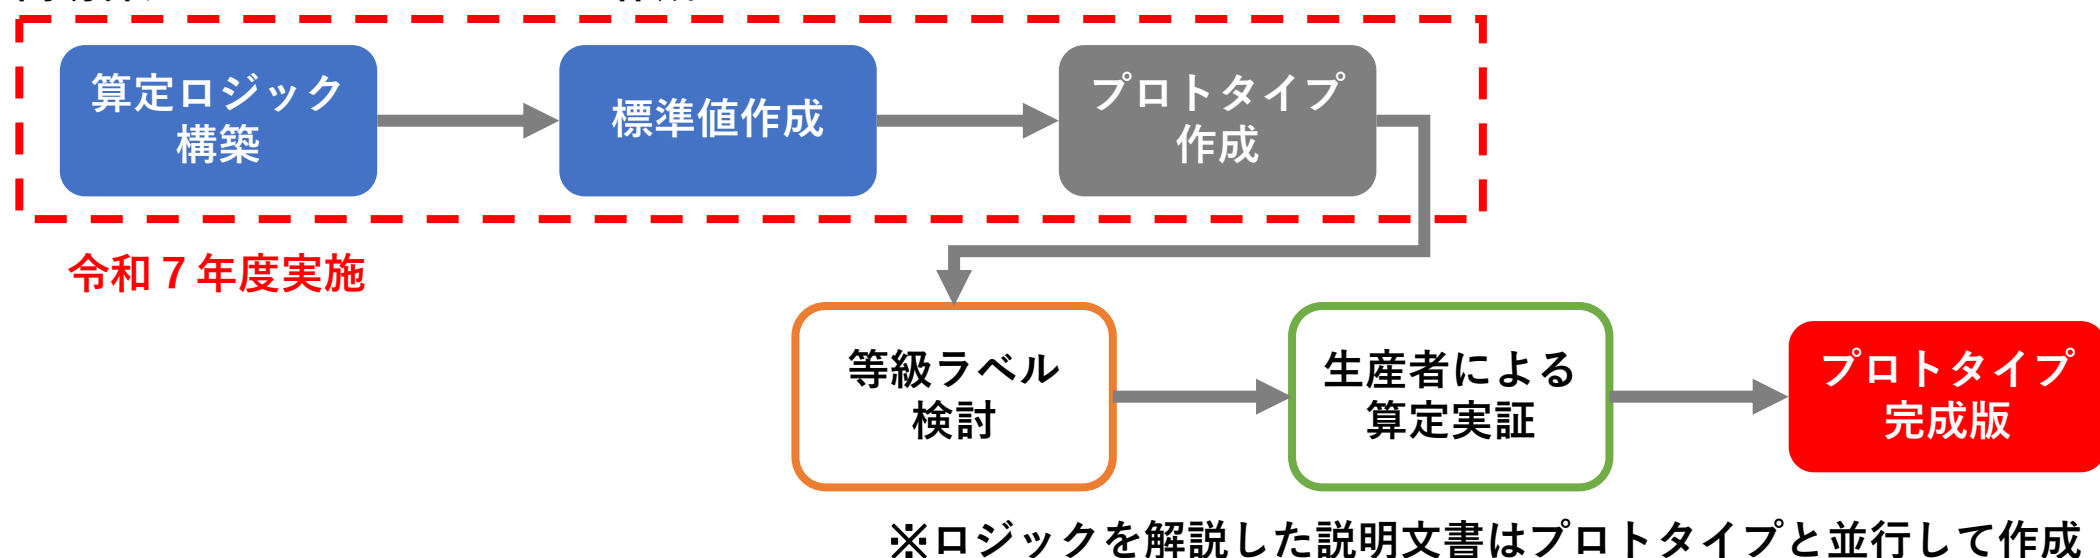 算定ロジック
構築
標準値作成
プロトタイプ
作成
令和７年度実施
等級ラベル
検討
生産者による
算定実証
プロトタイプ
完成版
※ロジックを解説した説明文書はプロトタイプと並行して作成